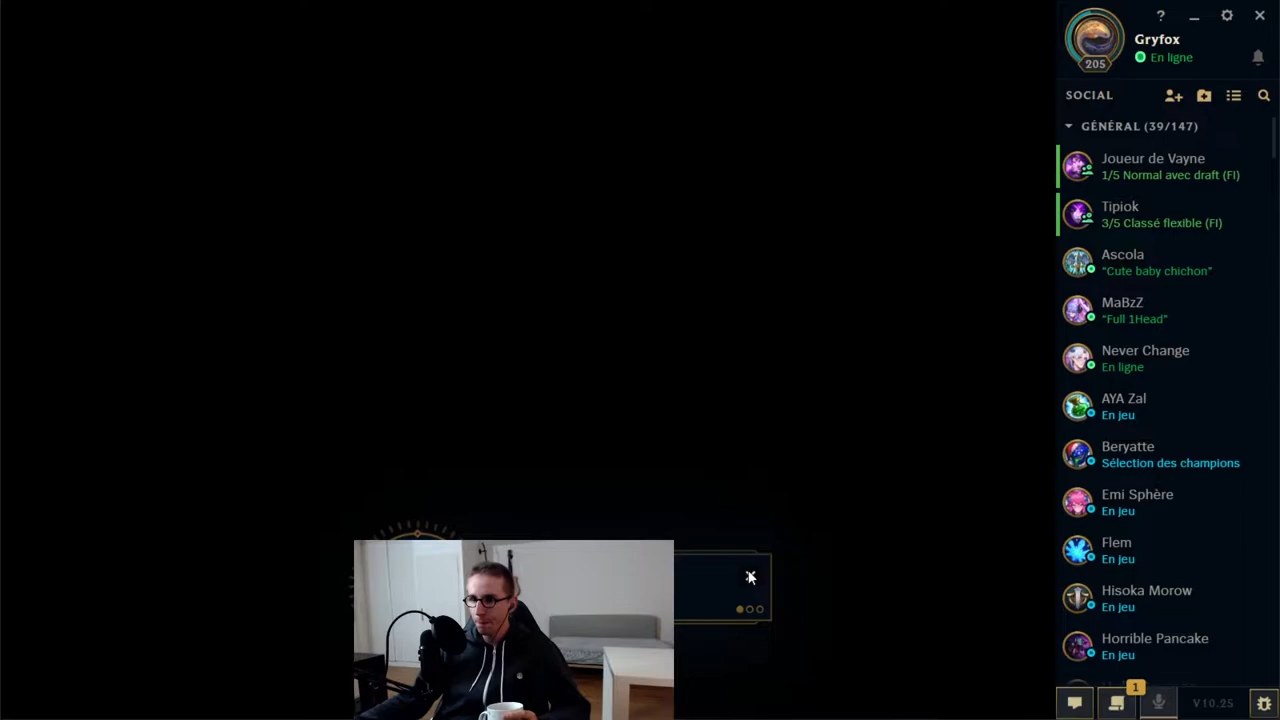 ?
Gryfox
En ligne
205
SOCIAL
GÉNÉRAL (39/147)
Joueur de Vayne
1/5 Normal avec draft (FI)
Tipiok
3/5 Classé flexible (FI)
Ascola
"Cute baby chichon"
MaBzZ
"Full 1Head"
Never Change
En ligne
AYA Zal
En jeu
Beryatte
Sélection des champions
Emi Sphère
En jeu
Flem
En jeu
Hisoka Morow
En jeu
Horrible Pancake
En jeu
1
V10.25